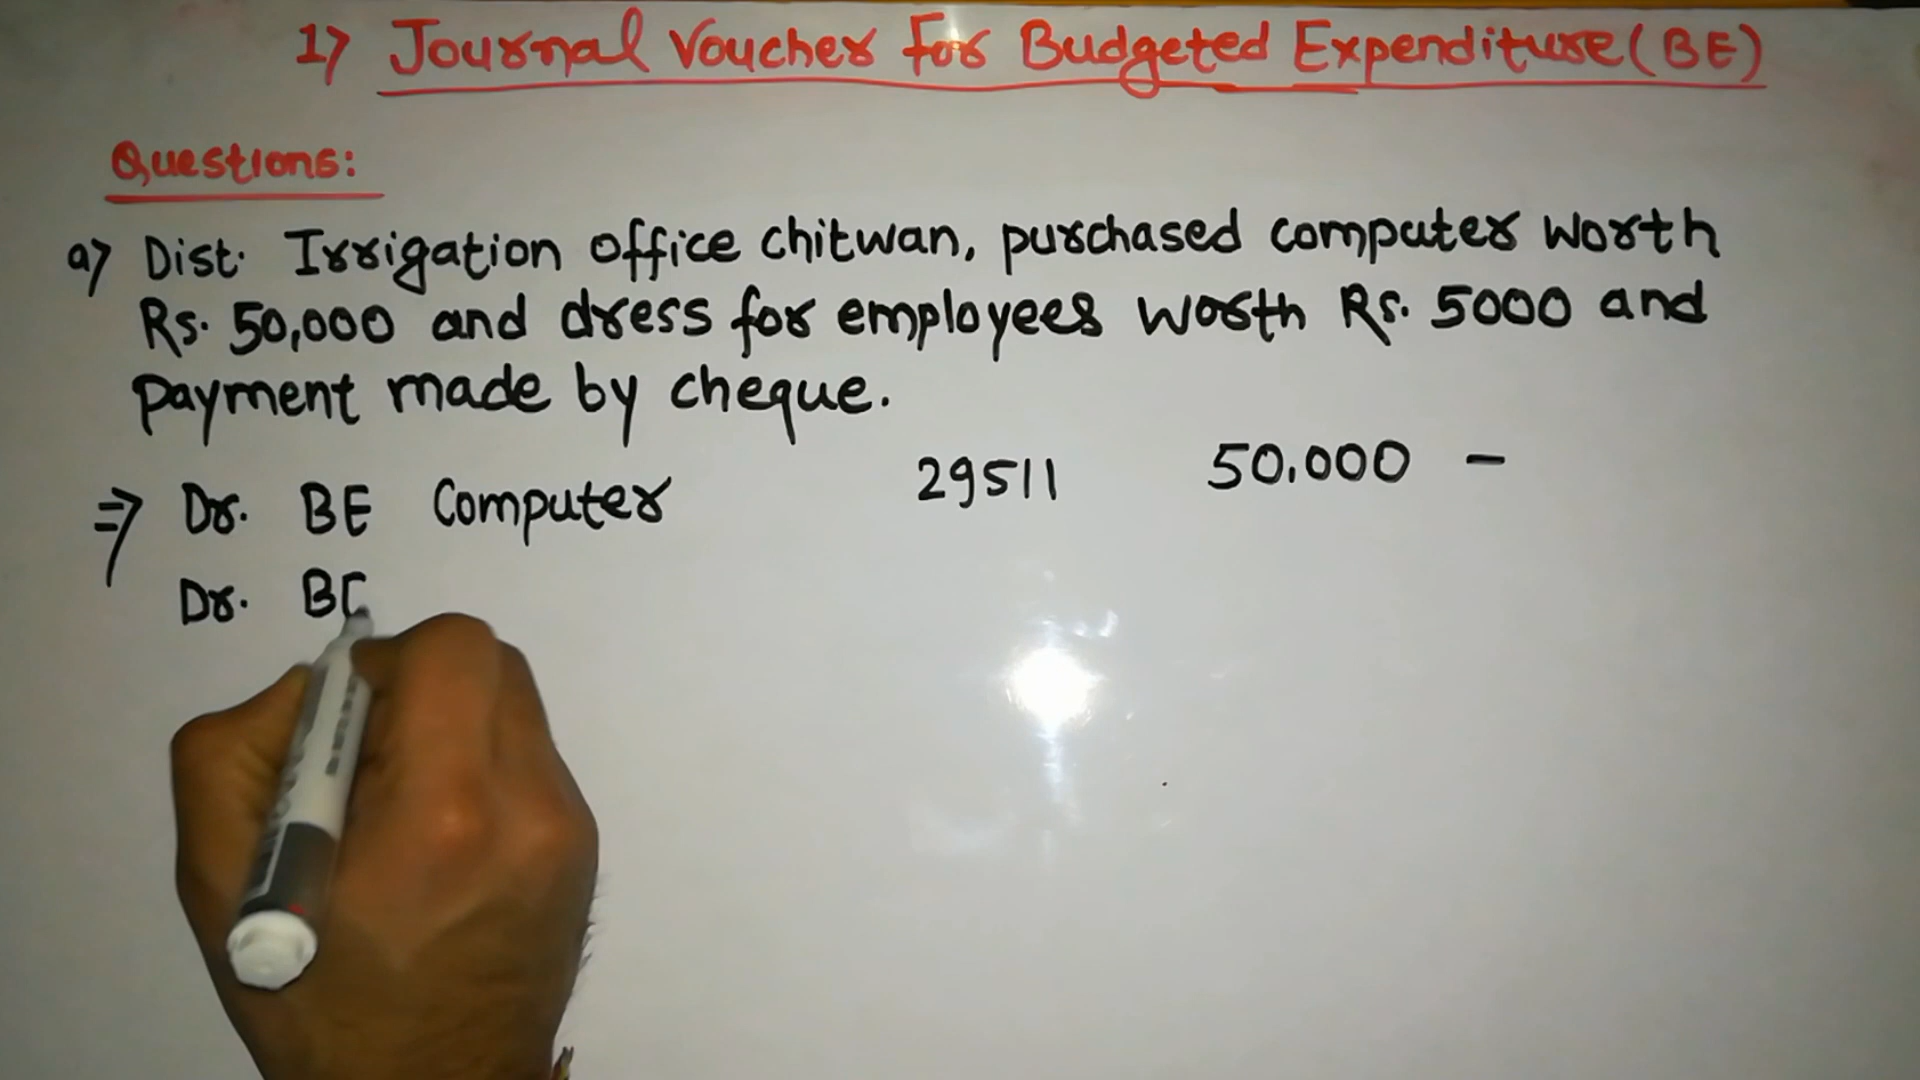 1) Journal Voucher For Budgeted Expenditure (BE)
Questions:
a) Dist. Irrigation office chitwan, purchased computer worth
Rs. 50,000 and dress for employees worth Rs. 5000 and
payment made by cheque.
⇒ Dr. BE Computer 29511 50,000 –
Dr.